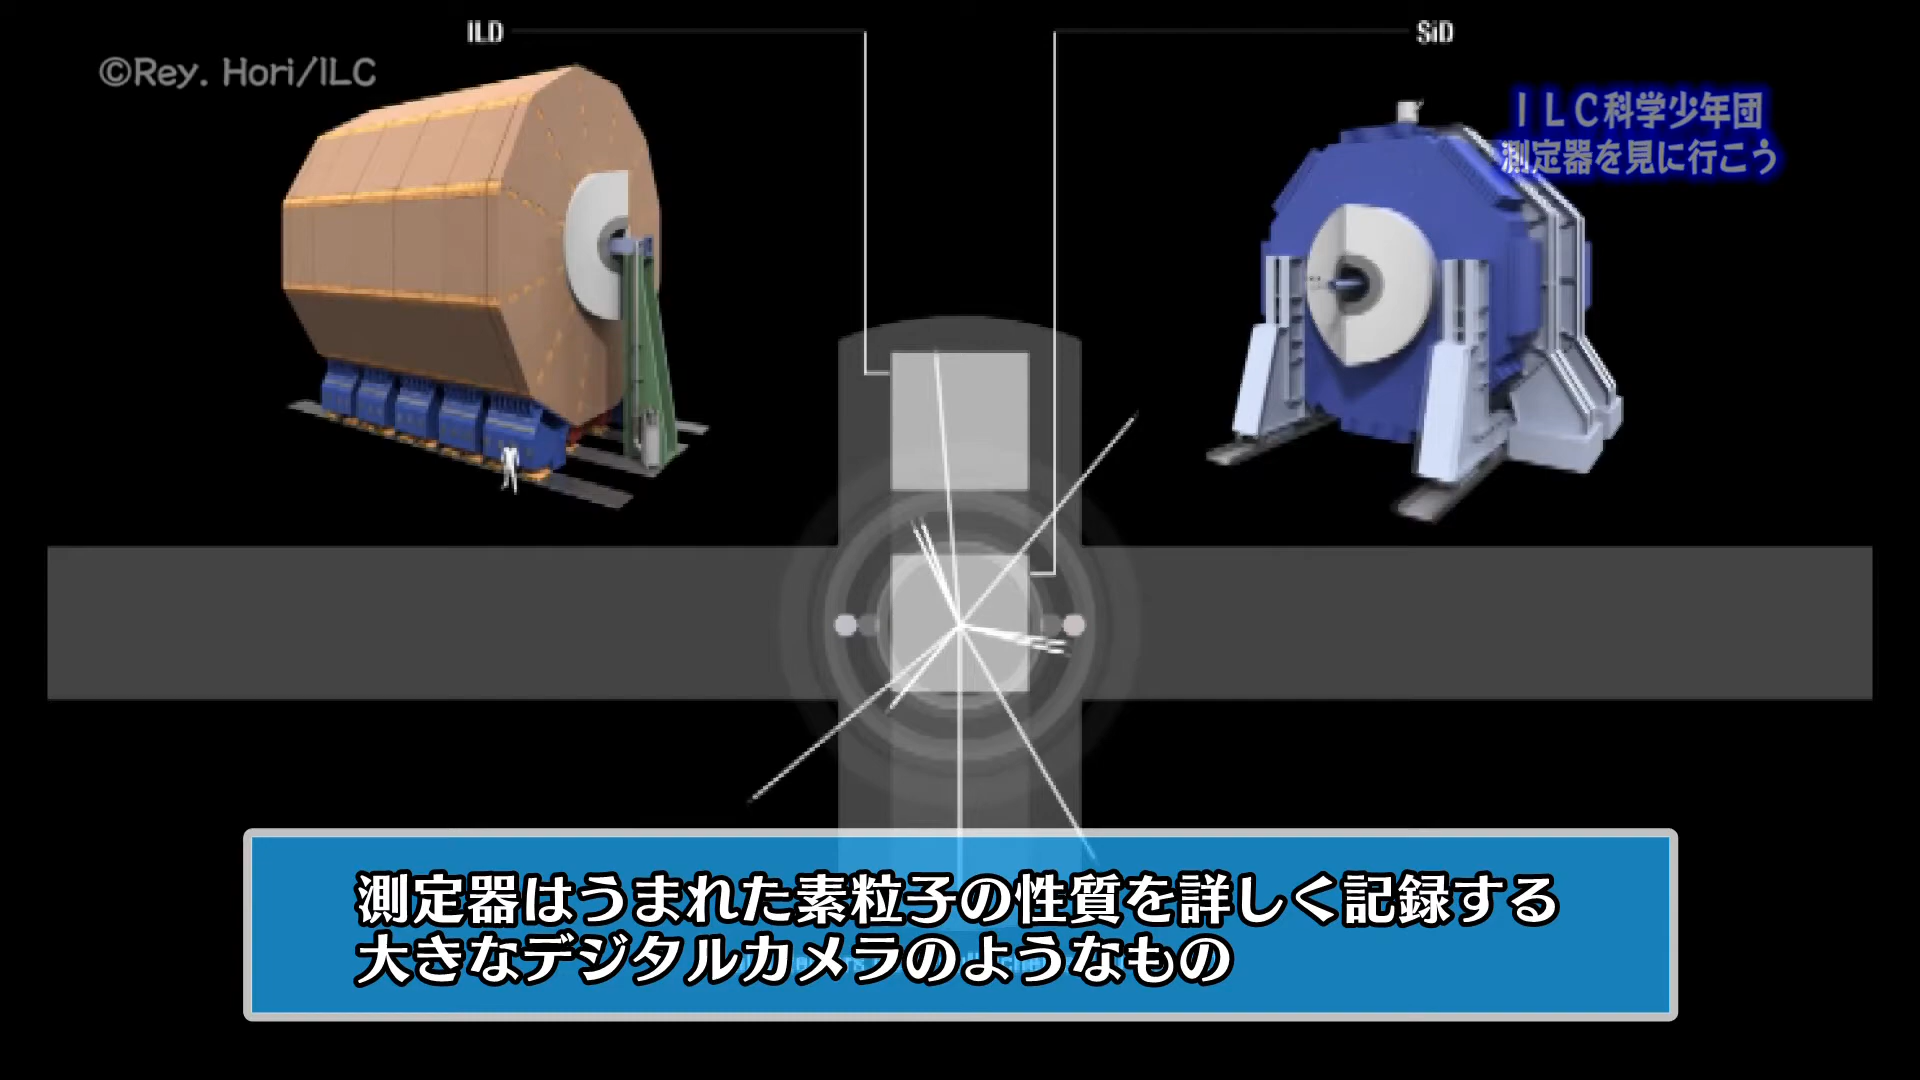 ILD
SiD
©Rey. Hori/ILC
ILC科学少年団
測定器を見に行こう
測定器はうまれた素粒子の性質を詳しく記録する
大きなデジタルカメラのようなもの